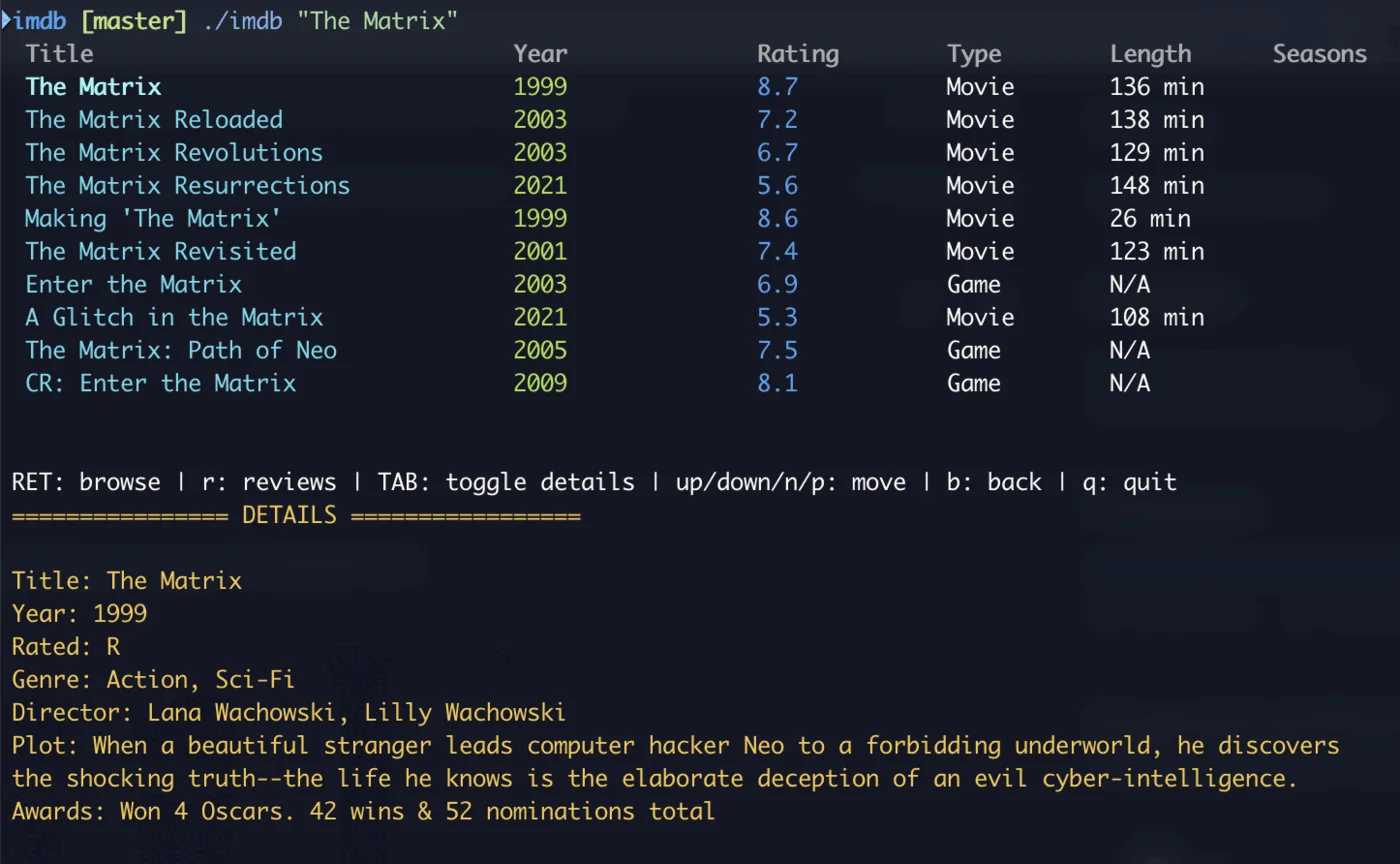 imdb [master] ./imdb "The Matrix"
Title Year Rating Type Length Seasons
The Matrix 1999 8.7 Movie 136 min
The Matrix Reloaded 2003 7.2 Movie 138 min
The Matrix Revolutions 2003 6.7 Movie 129 min
The Matrix Resurrections 2021 5.6 Movie 148 min
Making 'The Matrix' 1999 8.6 Movie 26 min
The Matrix Revisited 2001 7.4 Movie 123 min
Enter the Matrix 2003 6.9 Game N/A
A Glitch in the Matrix 2021 5.3 Movie 108 min
The Matrix: Path of Neo 2005 7.5 Game N/A
CR: Enter the Matrix 2009 8.1 Game N/A
RET: browse | r: reviews | TAB: toggle details | up/down/n/p: move | b: back | q: quit
================ DETAILS =================
Title: The Matrix
Year: 1999
Rated: R
Genre: Action, Sci-Fi
Director: Lana Wachowski, Lilly Wachowski
Plot: When a beautiful stranger leads computer hacker Neo to a forbidding underworld, he discovers
the shocking truth--the life he knows is the elaborate deception of an evil cyber-intelligence.
Awards: Won 4 Oscars. 42 wins & 52 nominations total